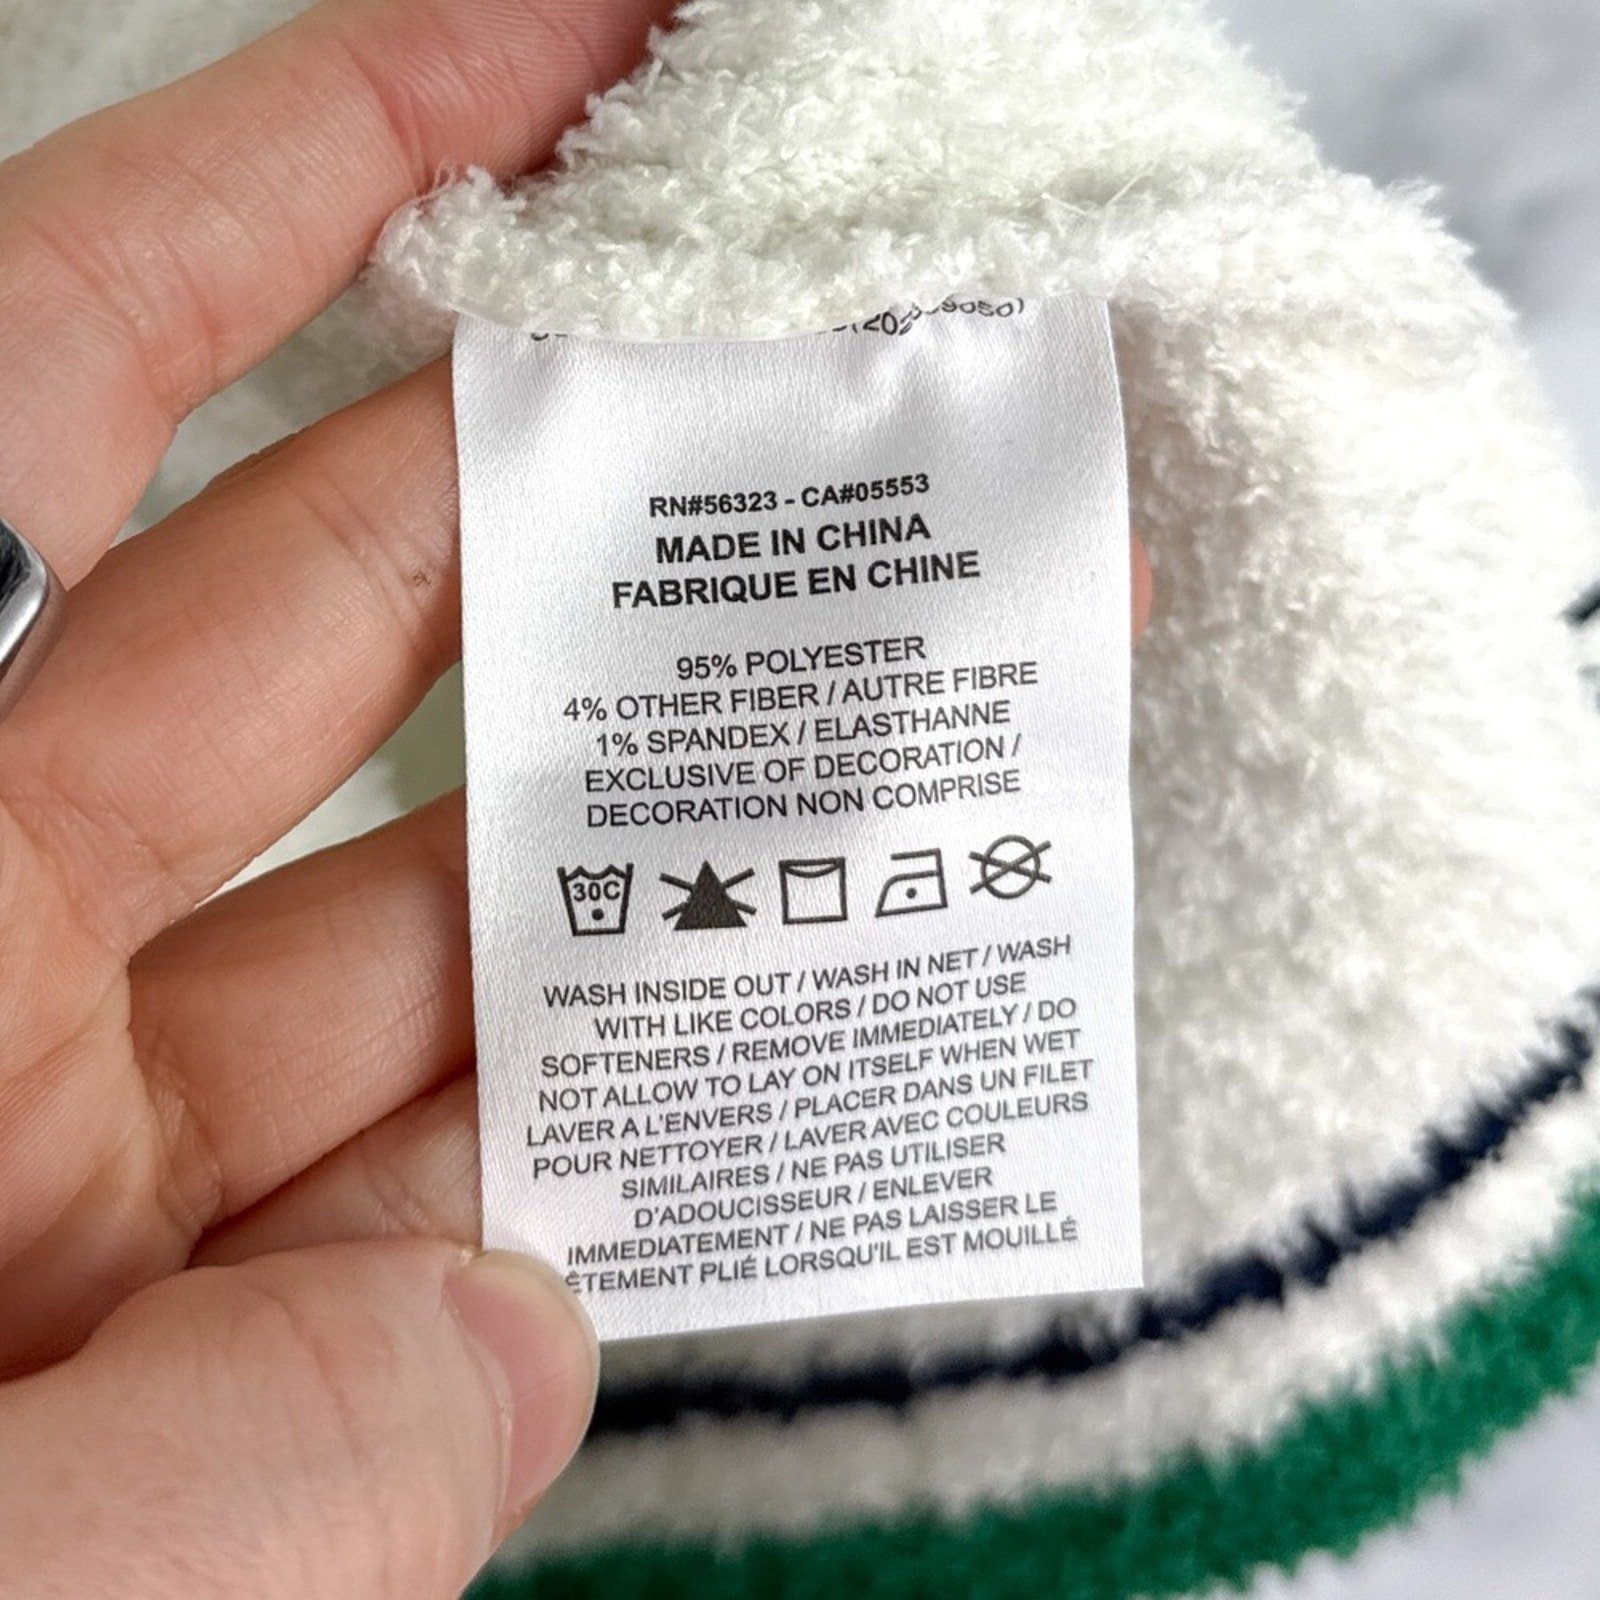 RN#56323 - CA#05553
MADE IN CHINA
FABRIQUE EN CHINE
95% POLYESTER
4% OTHER FIBER / AUTRE FIBRE
1% SPANDEX / ELASTHANNE
EXCLUSIVE OF DECORATION /
DECORATION NON COMPRISE
30C
WASH INSIDE OUT / WASH IN NET / WASH
WITH LIKE COLORS / DO NOT USE
SOFTENERS / REMOVE IMMEDIATELY / DO
NOT ALLOW TO LAY ON ITSELF WHEN WET
LAVER A L'ENVERS / PLACER DANS UN FILET
POUR NETTOYER / LAVER AVEC COULEURS
SIMILAIRES / NE PAS UTILISER
D'ADOUCISSEUR / ENLEVER
IMMEDIATEMENT / NE PAS LAISSER LE
ÊTEMENT PLIÉ LORSQU'IL EST MOUILLÉ